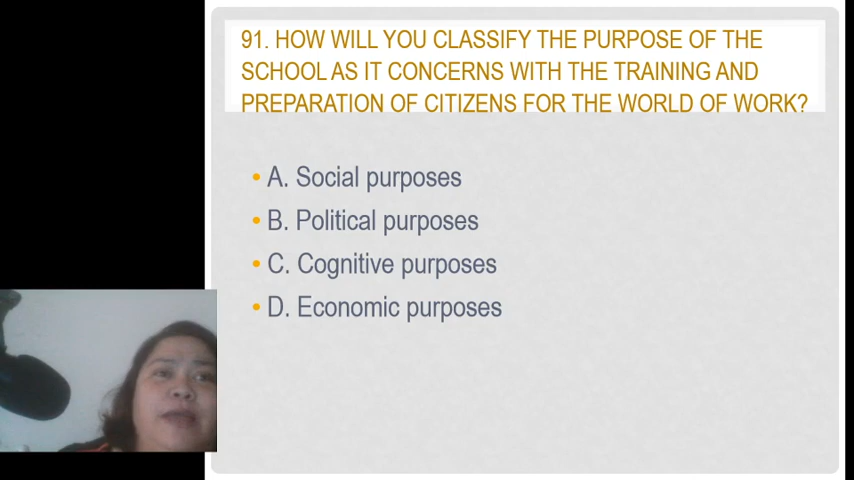 91. HOW WILL YOU CLASSIFY THE PURPOSE OF THE
SCHOOL AS IT CONCERNS WITH THE TRAINING AND
PREPARATION OF CITIZENS FOR THE WORLD OF WORK?
• A. Social purposes
• B. Political purposes
• C. Cognitive purposes
• D. Economic purposes